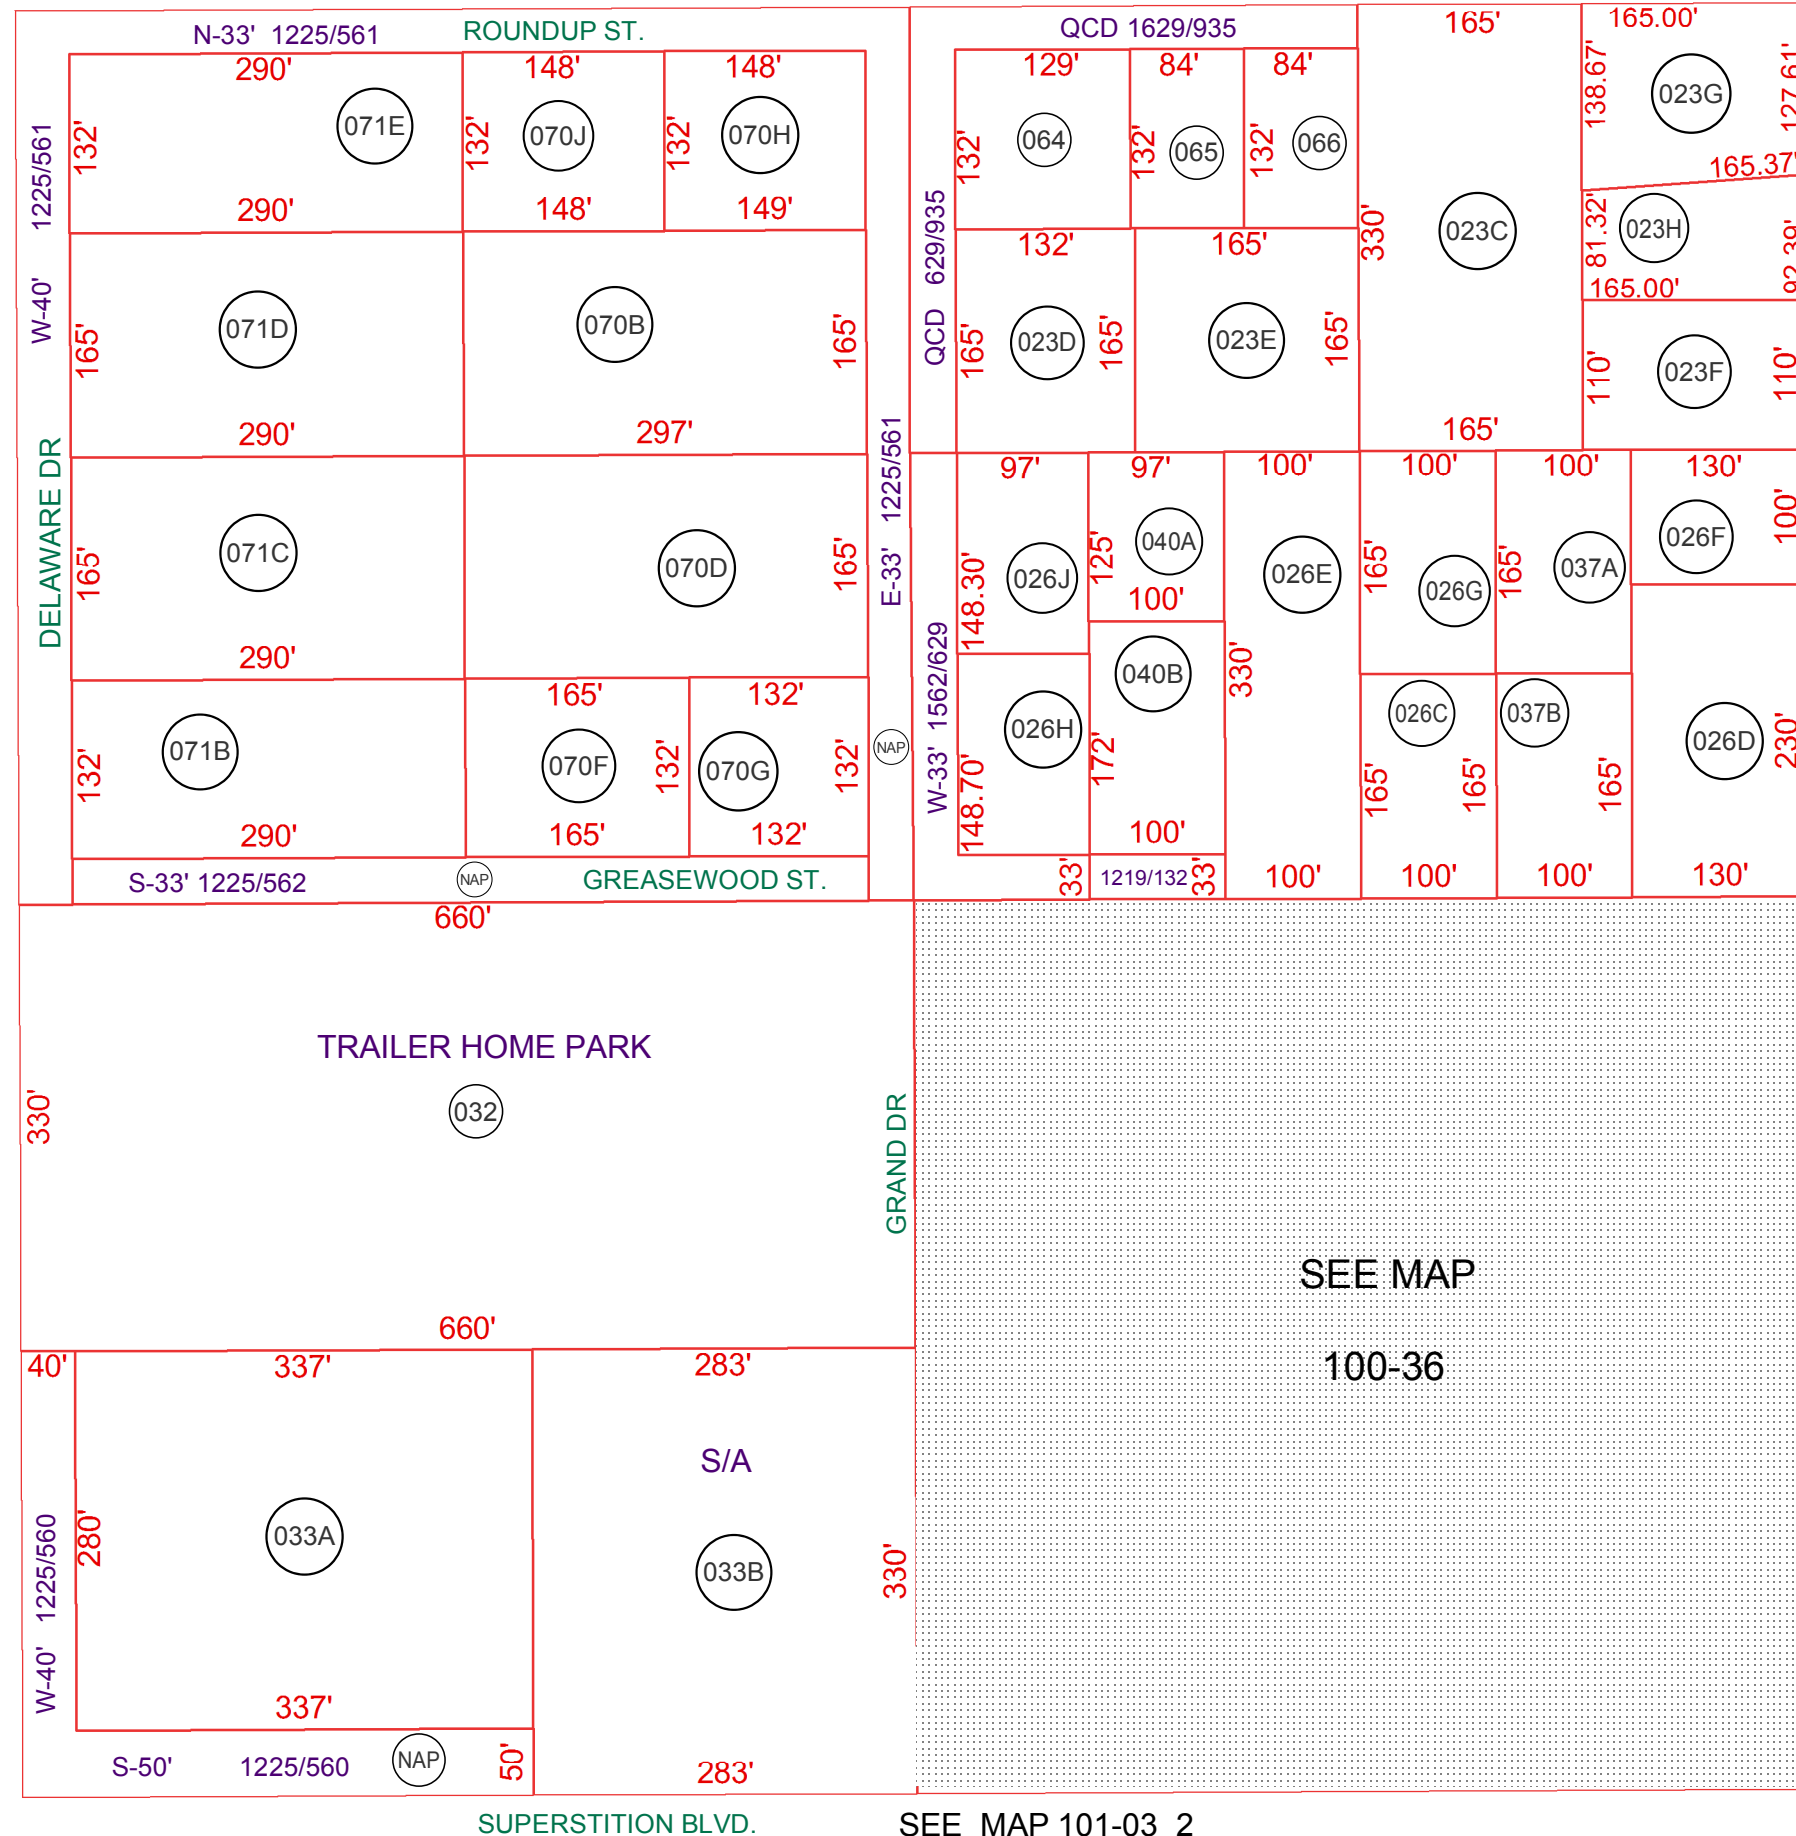 N-33' 1225/561
ROUNDUP ST.
QCD 1629/935
165'
165.00'
290'
148'
148'
129'
84'
84'
138.67'
023G
127.61'
1225/561
132'
071E
132'
070J
132'
070H
132'
064
132'
065
132'
066
165.37'
290'
148'
149'
330'
023C
81.32'
023H
92.39'
165.00'
W-40'
QCD 629/935
132'
165'
165'
071D
070B
165'
165'
023D
165'
023E
165'
110'
023F
110'
290'
297'
165'
DELAWARE DR
E-33' 1225/561
97'
97'
100'
100'
100'
130'
165'
071C
070D
165'
148.30'
026J
125'
040A
100'
026E
165'
026G
165'
037A
026F
100'
290'
165'
132'
W-33' 1562/629
040B
330'
026C
037B
132'
071B
070F
132'
070G
132'
NAP
148.70'
026H
172'
165'
165'
165'
026D
230'
290'
165'
132'
100'
S-33' 1225/562
NAP
GREASEWOOD ST.
33'
1219/132
33'
100'
100'
100'
130'
660'
TRAILER HOME PARK
330'
032
GRAND DR
SEE MAP
100-36
660'
40'
337'
283'
S/A
W-40' 1225/560
280'
033A
033B
330'
337'
S-50'
1225/560
NAP
50'
283'
SUPERSTITION BLVD.
SEE MAP 101-03 2